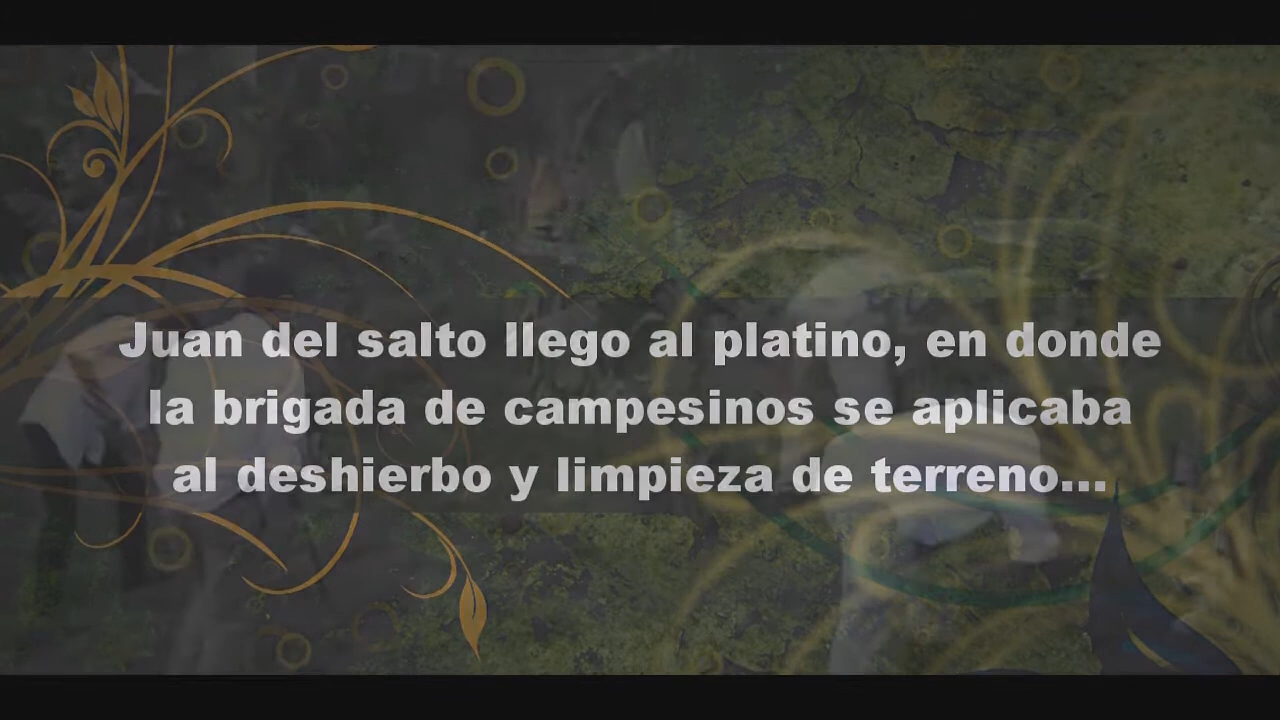 Juan del salto llego al platino, en donde
la brigada de campesinos se aplicaba
al deshierbo y limpieza de terreno...